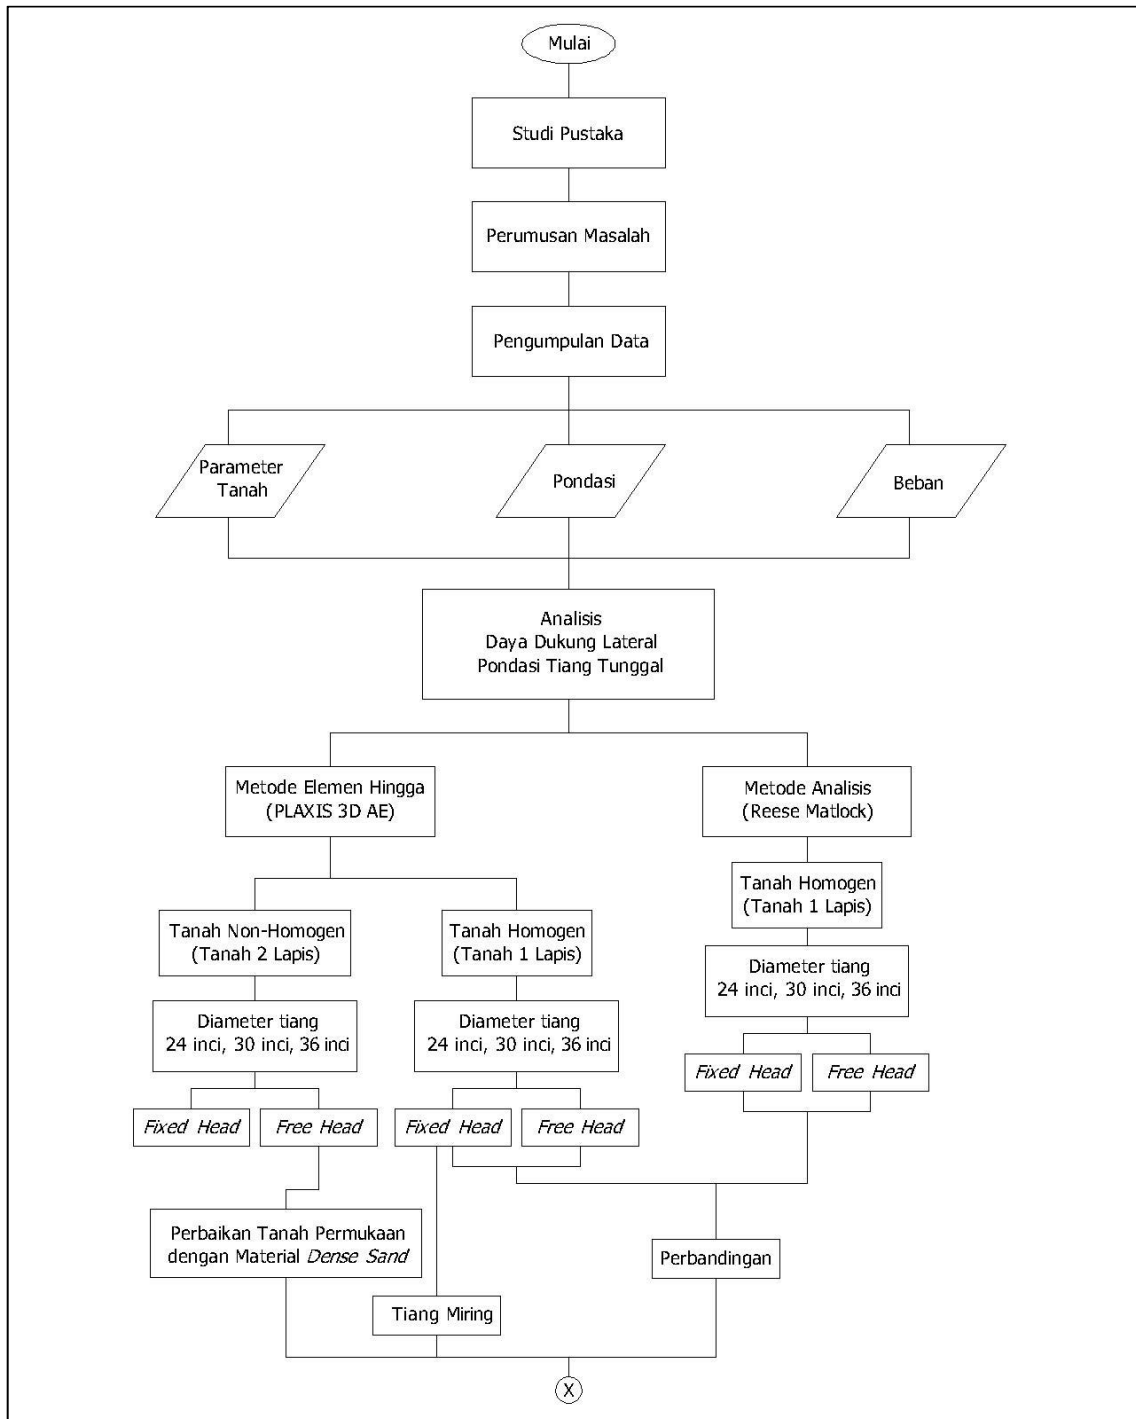 Mulai
Studi Pustaka
Perumusan Masalah
Pengumpulan Data
Parameter
Tanah
Pondasi
Beban
Analisis
Daya Dukung Lateral
Pondasi Tiang Tunggal
Metode Elemen Hingga
(PLAXIS 3D AE)
Metode Analisis
(Reese Matlock)
Tanah Non-Homogen
(Tanah 2 Lapis)
Tanah Homogen
(Tanah 1 Lapis)
Tanah Homogen
(Tanah 1 Lapis)
Diameter tiang
24 inci, 30 inci, 36 inci
Diameter tiang
24 inci, 30 inci, 36 inci
Diameter tiang
24 inci, 30 inci, 36 inci
Fixed Head
Free Head
Fixed Head
Free Head
Fixed Head
Free Head
Perbaikan Tanah Permukaan
dengan Material Dense Sand
Perbandingan
Tiang Miring
X